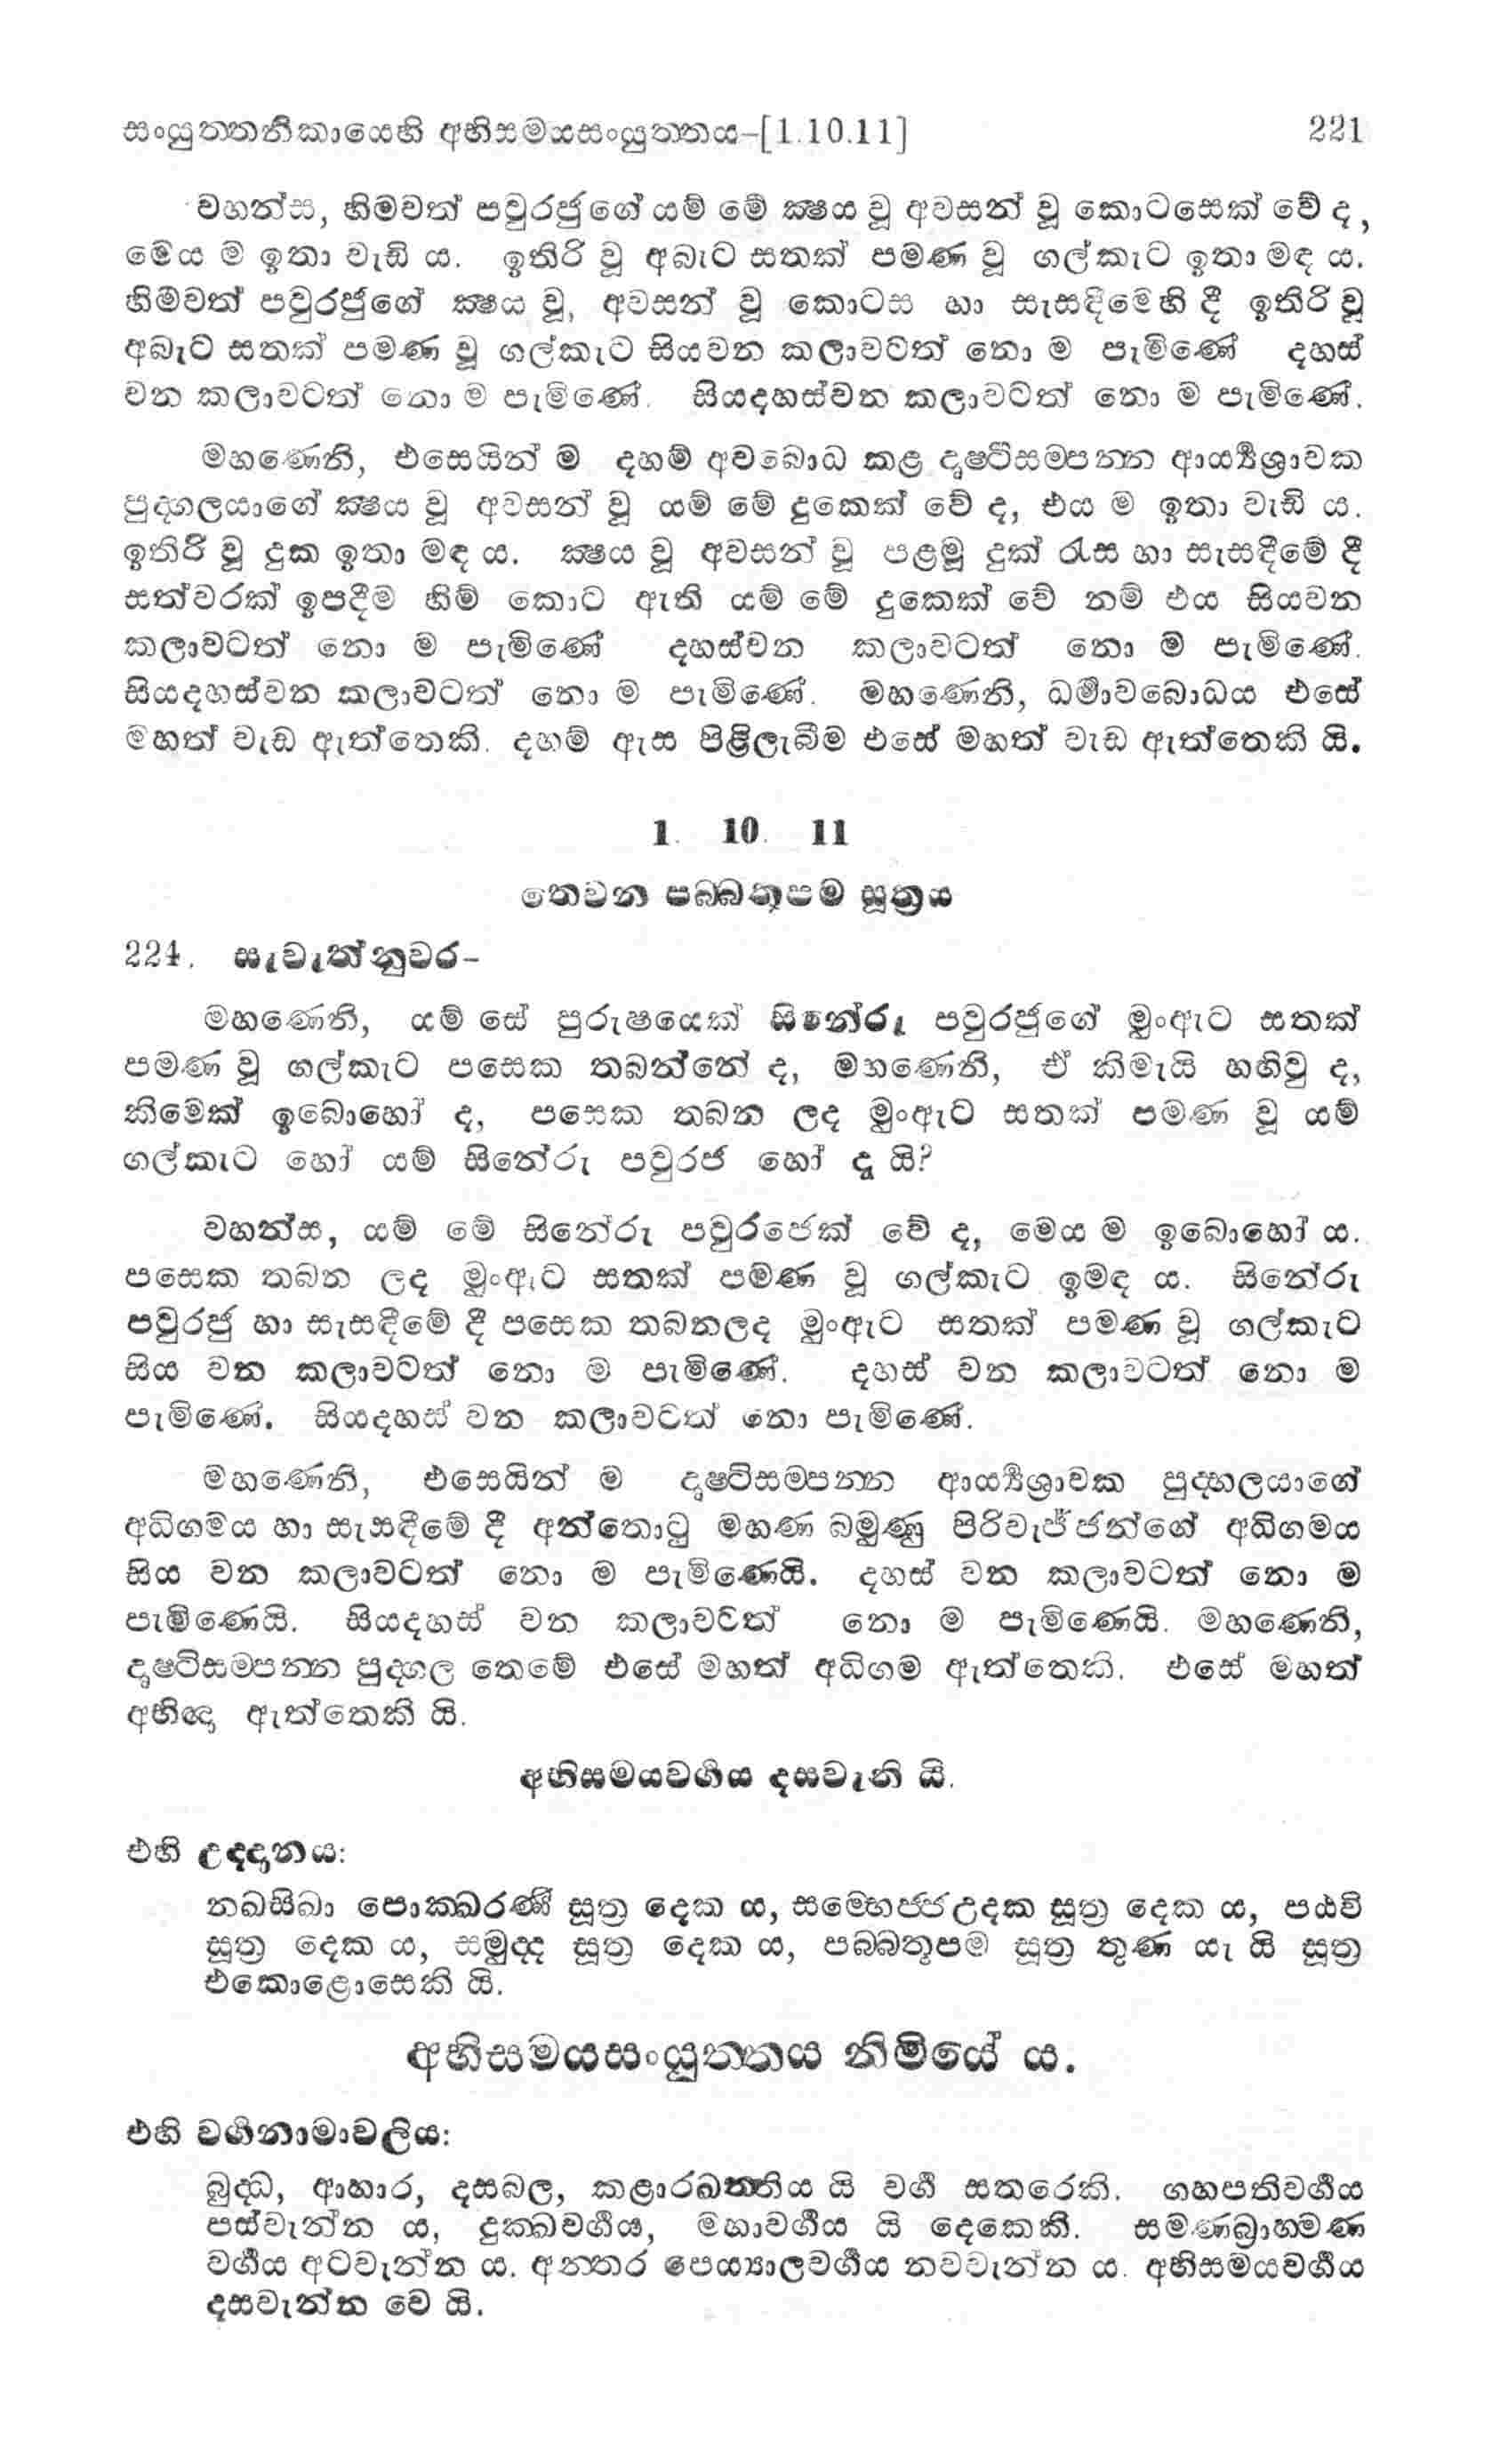 සංයුත්තනිකායෙහි අභිසමයසංයුත්තය-[1.10.11] 221
වහන්ස, හිමවත් පවුරජුගේ යම් මේ ක්‍ෂය වූ අවසන් වූ කොටසෙක් වේ ද,
මෙය ම ඉතා වැඩි ය. ඉතිරි වූ අබැට සතක් පමණ වූ ගල්කැට ඉතා මඳ ය.
හිමවත් පවුරජුගේ ක්‍ෂය වූ, අවසන් වූ කොටස හා සැසඳීමෙහි දී ඉතිරි වූ
අබැට සතක් පමණ වූ ගල්කැට සියවන කලාවටත් නො ම පැමිණේ දහස්
වන කලාවටත් නො ම පැමිණේ. සියදහස්වන කලාවටත් නො ම පැමිණේ.
මහණෙනි, එසෙයින් ම දහම් අවබොධ කළ දෘෂ්ටිසම්පන්න ආර්‍ය්‍යශ්‍රාවක
පුද්ගලයාගේ ක්‍ෂය වූ අවසන් වූ යම් මේ දුකෙක් වේ ද, එය ම ඉතා වැඩි ය.
ඉතිරි වූ දුක ඉතා මඳ ය. ක්‍ෂය වූ අවසන් වූ පළමු දුක් රැස හා සැසඳීමේ දී
සත්වරක් ඉපදීම හිම් කොට ඇති යම් මේ දුකෙක් වේ නම් එය සියවන
කලාවටත් නො ම පැමිණේ දහස්වන කලාවටත් නො ම පැමිණේ.
සියදහස්වන කලාවටත් නො ම පැමිණේ. මහණෙනි, ධර්‍මාවබොධය එසේ
මහත් වැඩ ඇත්තෙකි. දහම් ඇස පිළිලැබීම එසේ මහත් වැඩ ඇත්තෙකි යි.
1. 10. 11
තෙවන පබ්බතූපම සූත්‍රය
224. සැවැත්නුවර-
මහණෙනි, යම් සේ පුරුෂයෙක් සිනේරු පවුරජුගේ මුංඇට සතක්
පමණ වූ ගල්කැට පසෙක තබන්නේ ද, මහණෙනි, ඒ කිමැයි හඟිවු ද,
කිමෙක් ඉබොහෝ ද, පසෙක තබන ලද මුංඇට සතක් පමණ වූ යම්
ගල්කැට හෝ යම් සිනේරු පවුරජ හෝ දැ යි?
වහන්ස, යම් මේ සිනේරු පවුරජෙක් වේ ද, මෙය ම ඉබොහෝ ය.
පසෙක තබන ලද මුංඇට සතක් පමණ වූ ගල්කැට ඉමඳ ය. සිනේරු
පවුරජු හා සැසඳීමේ දී පසෙක තබනලද මුංඇට සතක් පමණ වූ ගල්කැට
සිය වන කලාවටත් නො ම පැමිණේ. දහස් වන කලාවටත් නො ම
පැමිණේ. සියදහස් වන කලාවටත් නො පැමිණේ.
මහණෙනි, එසෙයින් ම දෘෂ්ටිසම්පන්න ආර්‍ය්‍යශ්‍රාවක පුද්ගලයාගේ
අධිගමය හා සැසඳීමේ දී අන්තොටු මහණ බමුණු පිරිවැජ්ජන්ගේ අධිගමය
සිය වන කලාවටත් නො ම පැමිණෙයි. දහස් වන කලාවටත් නො ම
පැමිණෙයි. සියදහස් වන කලාවටත් නො ම පැමිණෙයි. මහණෙනි,
දෘෂ්ටිසම්පන්න පුද්ගල තෙමේ එසේ මහත් අධිගම ඇත්තෙකි. එසේ මහත්
අභිඥා ඇත්තෙකි යි.
අභිසමයවර්‍ගය දසවැනි යි.
එහි උද්දානය:
නඛසිඛා පොක්ඛරණී සූත්‍ර දෙක ය, සම්භෙජ්ජඋදක සූත්‍ර දෙක ය, පඨවි
සූත්‍ර දෙක ය, සමුද්ද සූත්‍ර දෙක ය, පබ්බතූපම සූත්‍ර තුණ යැ යි සූත්‍ර
එකොළොසෙකි යි.
අභිසමයසංයුත්තය නිමියේ ය.
එහි වර්‍ගනාමාවලිය:
බුද්ධ, ආහාර, දසබල, කළාරඛත්තිය යි වර්‍ග සතරෙකි. ගහපතිවර්‍ගය
පස්වැන්න ය, දුක්ඛවර්‍ගය, මහාවර්‍ගය යි දෙකෙකි. සමණබ්‍රාහ්මණ
වර්‍ගය අටවැන්න ය. අන්තර පෙය්‍යාලවර්‍ගය නවවැන්න ය. අභිසමයවර්‍ගය
දසවැන්න වෙ යි.